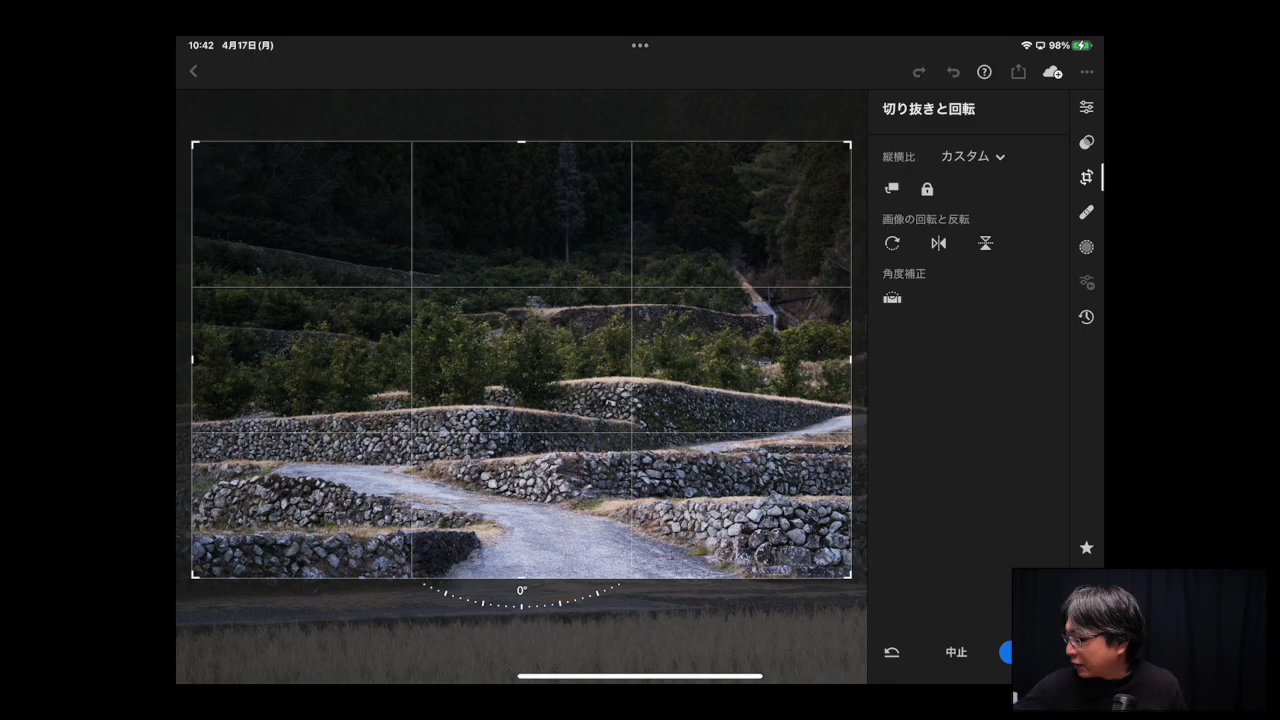 10:42 4月17日(月)
98%
切り抜きと回転
縦横比 カスタム
画像の回転と反転
角度補正
0°
中止